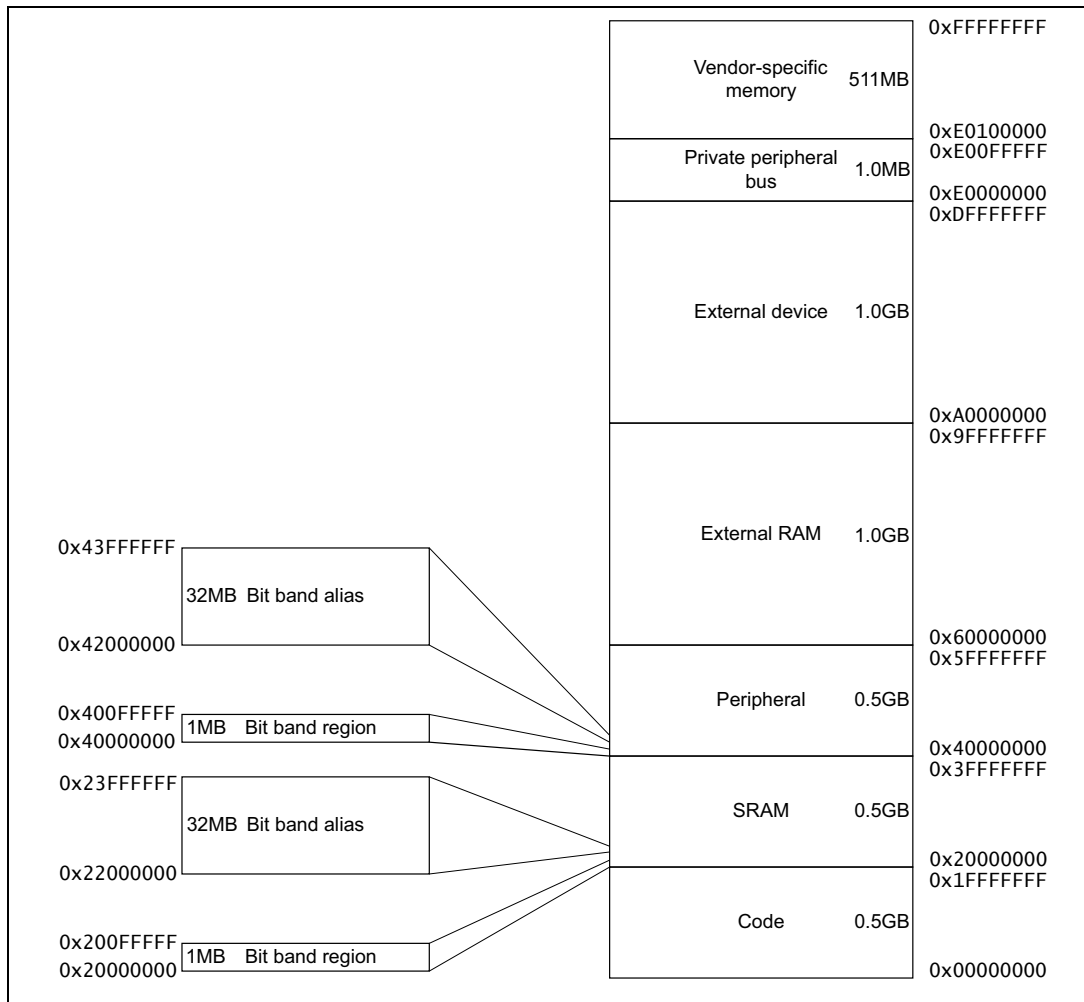 0xFFFFFFFF
Vendor-specific
memory
511MB
0xE0100000
0xE00FFFFF
Private peripheral
bus
1.0MB
0xE0000000
0xDFFFFFFF
External device 1.0GB
0xA0000000
0x9FFFFFFF
External RAM 1.0GB
0x60000000
0x5FFFFFFF
Peripheral 0.5GB
0x40000000
0x3FFFFFFF
SRAM 0.5GB
0x20000000
0x1FFFFFFF
Code 0.5GB
0x00000000
0x43FFFFFF
32MB Bit band alias
0x42000000
0x400FFFFF
1MB Bit band region
0x40000000
0x23FFFFFF
32MB Bit band alias
0x22000000
0x200FFFFF
1MB Bit band region
0x20000000